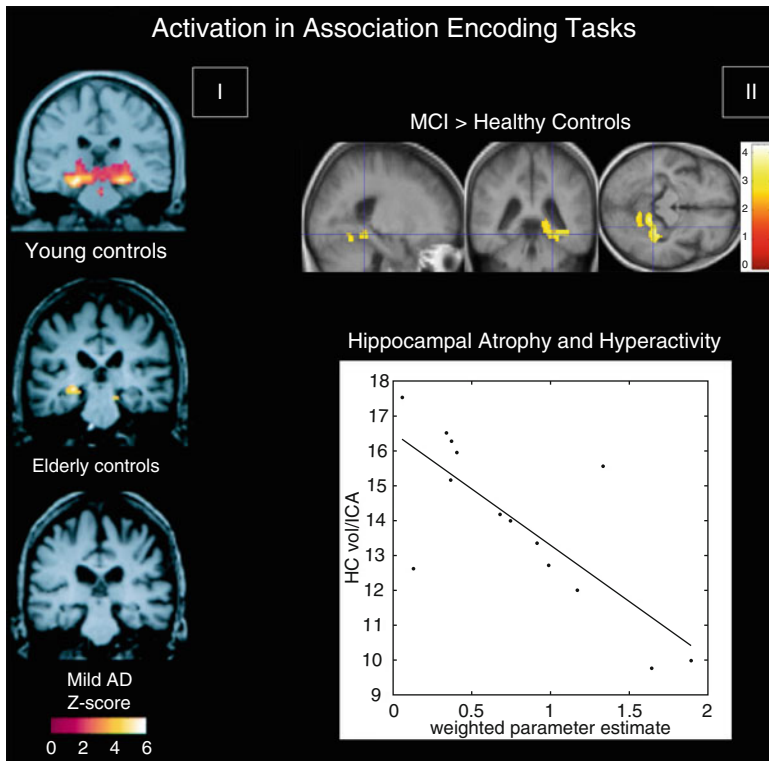 Activation in Association Encoding Tasks
I
II
Young controls
Elderly controls
Mild AD
Z-score
0 2 4 6
MCI > Healthy Controls
4
3
2
1
0
Hippocampal Atrophy and Hyperactivity
18
17
16
15
14
13
12
11
10
9
HC vol/ICA
0 0.5 1 1.5 2
weighted parameter estimate